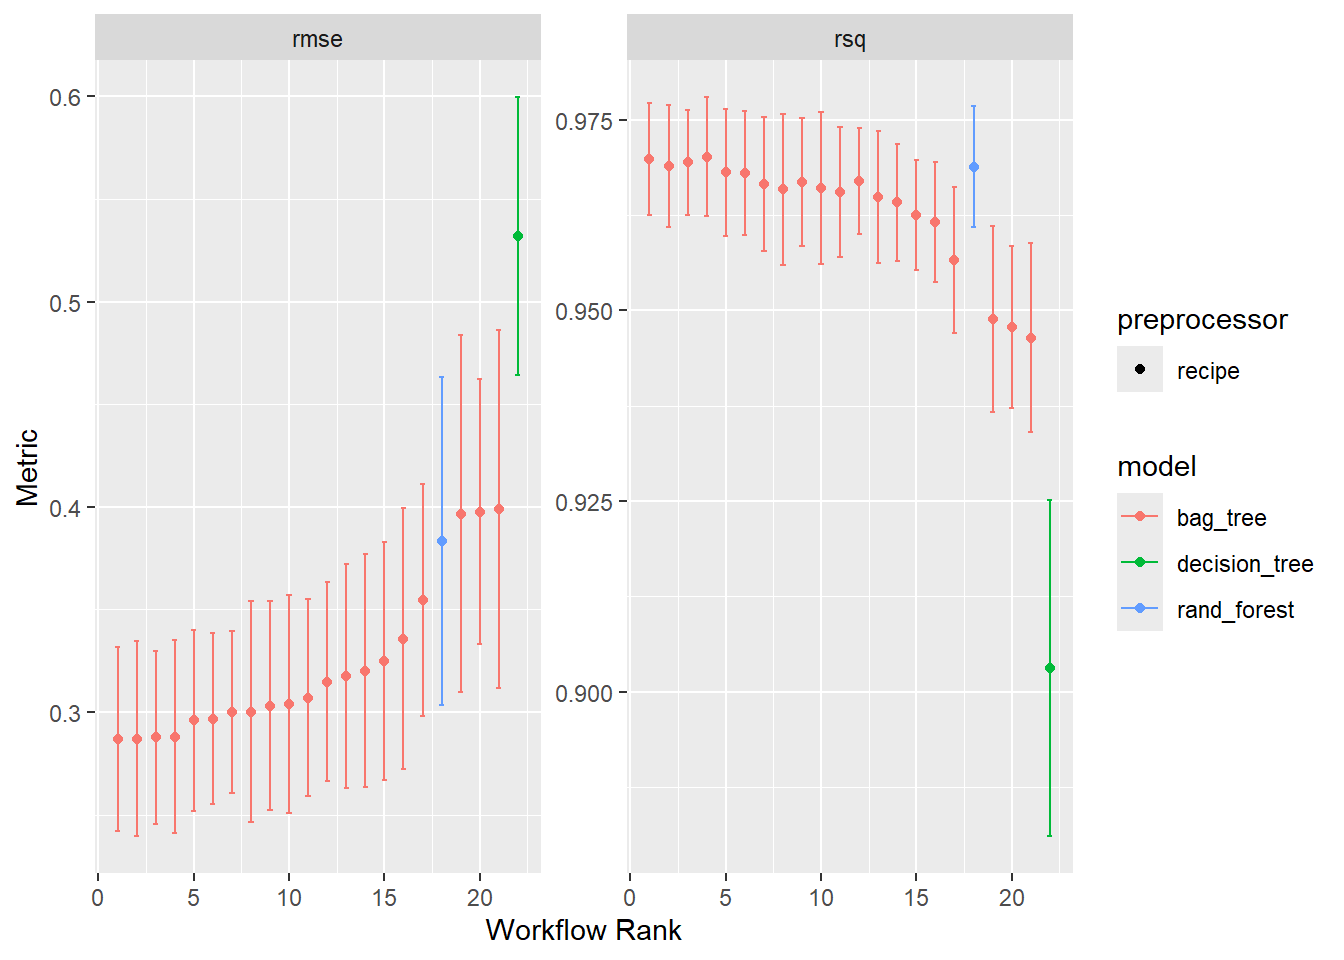 rmse
rsq
0.6
0.5
0.4
0.3
0.975
0.950
0.925
0.900
0 5 10 15 20
0 5 10 15 20
Metric
Workflow Rank
preprocessor
recipe
model
bag_tree
decision_tree
rand_forest